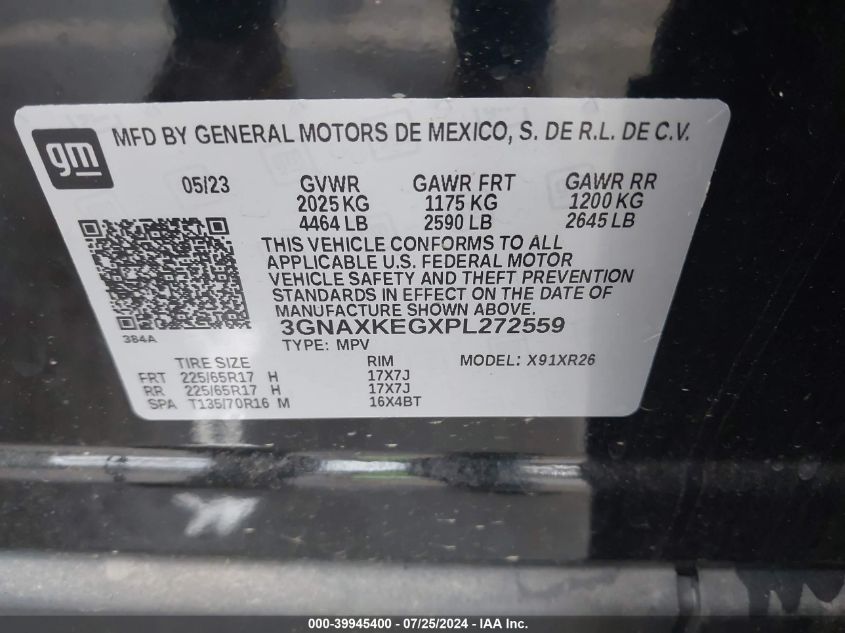 gm
MFD BY GENERAL MOTORS DE MEXICO, S. DE R.L. DE C.V.
05/23 GVWR GAWR FRT GAWR RR
2025 KG 1175 KG 1200 KG
4464 LB 2590 LB 2645 LB
THIS VEHICLE CONFORMS TO ALL
APPLICABLE U.S. FEDERAL MOTOR
VEHICLE SAFETY AND THEFT PREVENTION
STANDARDS IN EFFECT ON THE DATE OF
MANUFACTURE SHOWN ABOVE.
3GNAXKEGXPL272559
384A
TYPE: MPV
TIRE SIZE RIM MODEL: X91XR26
FRT 225/65R17 H 17X7J
RR 225/65R17 H 17X7J
SPA T135/70R16 M 16X4BT
000-39945400 - 07/25/2024 - IAA Inc.